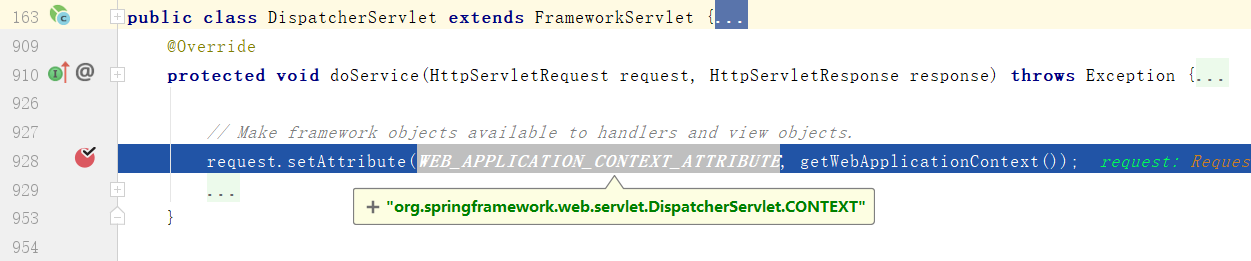 163 public class DispatcherServlet extends FrameworkServlet {...
909 @Override
910 protected void doService(HttpServletRequest request, HttpServletResponse response) throws Exception {...
926
927 // Make framework objects available to handlers and view objects.
928 request.setAttribute(WEB_APPLICATION_CONTEXT_ATTRIBUTE, getWebApplicationContext()); request: Reques
929 ...
+ "org.springframework.web.servlet.DispatcherServlet.CONTEXT"
953 }
954